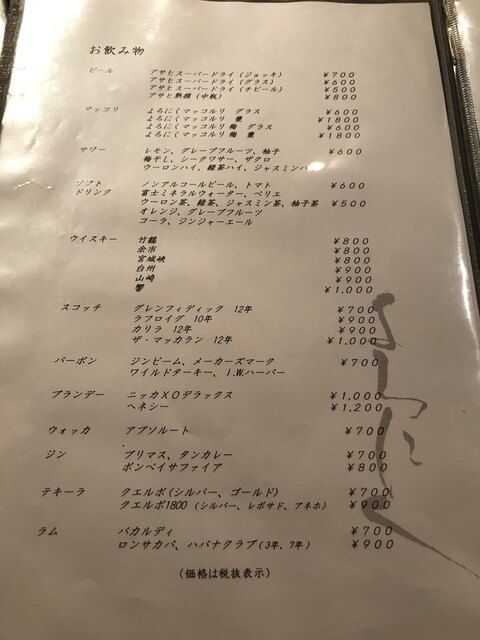 お飲み物
ビール アサヒスーパードライ (ジョッキ) ￥700
アサヒスーパードライ (グラス) ￥600
アサヒスーパードライ (チビール) ￥500
アサヒ熟撰 (中瓶) ￥800
マッコリ よろにくマッコルリ グラス ￥600
よろにくマッコルリ 甕 ￥1800
よろにくマッコルリ 梅 グラス ￥600
よろにくマッコルリ 梅 甕 ￥1800
サワー レモン、グレープフルーツ、柚子 ￥600
梅干し、シークワサー、ザクロ
ウーロンハイ、緑茶ハイ、ジャスミンハイ
ソフト ノンアルコールビール、トマト ￥600
ドリンク 富士ミネラルウォーター、ペリエ
ウーロン茶、緑茶、ジャスミン茶、柚子茶 ￥500
オレンジ、グレープフルーツ
コーラ、ジンジャーエール
ウイスキー 竹鶴 ￥800
余市 ￥800
宮城峡 ￥800
白州 ￥900
山崎 ￥900
響 ￥1,000
スコッチ グレンフィディック 12年 ￥700
ラフロイグ 10年 ￥900
カリラ 12年 ￥900
ザ・マッカラン 12年 ￥1,000
バーボン ジンビーム、メーカーズマーク ￥700
ワイルドターキー、I.W.ハーパー
ブランデー ニッカXOデラックス ￥1,000
ヘネシー ￥1,200
ウォッカ アブソルート ￥700
ジン プリマス、タンカレー ￥700
ボンベイサファイア ￥800
テキーラ クエルボ(シルバー、ゴールド) ￥700
クエルボ1800 (シルバー、レポサド、アネホ) ￥900
ラム バカルディ ￥700
ロンサカパ、ハバナクラブ(3年、7年) ￥900
(価格は税抜表示)
よろにく